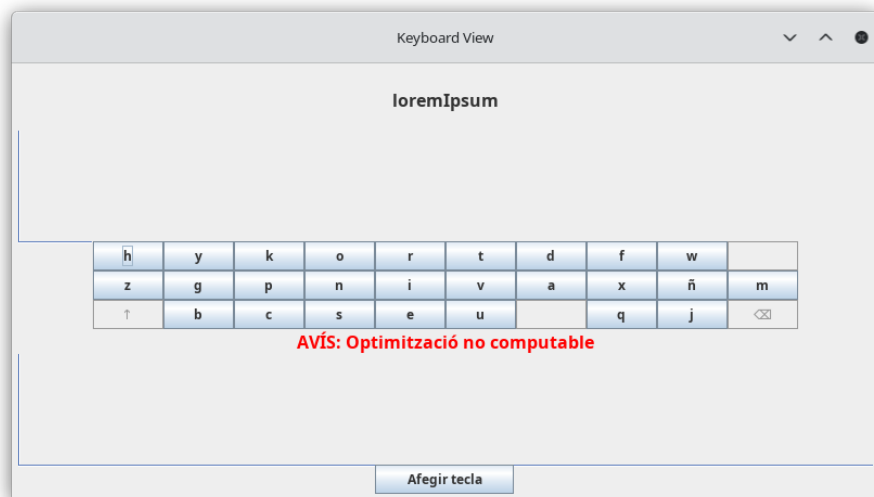 Keyboard View
loremIpsum
h y k o r t d f w
z g p n i v a x ñ m
↑ b c s e u q j ⌫
AVÍS: Optimització no computable
Afegir tecla